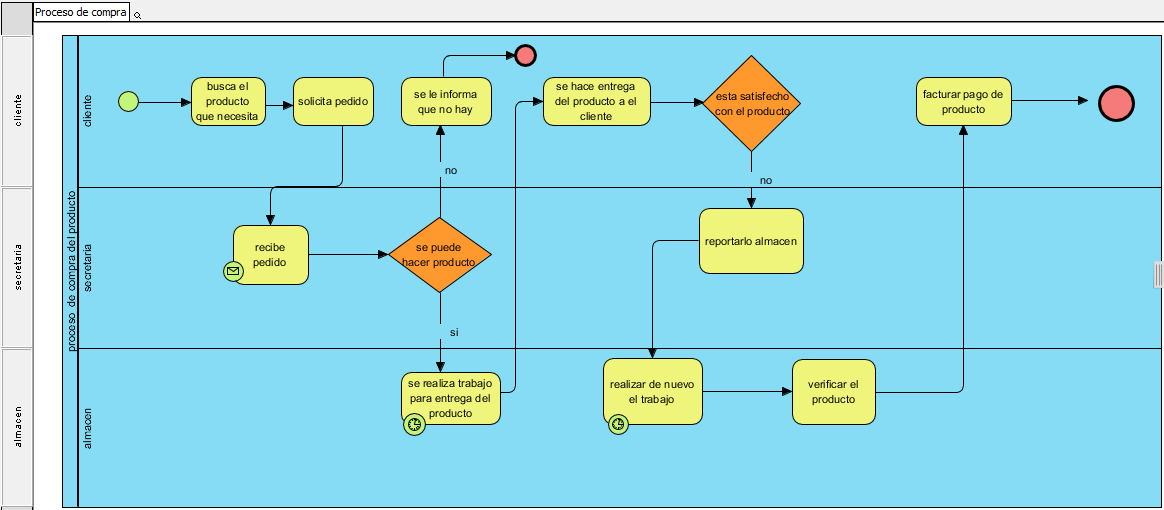 Proceso de compra
cliente
secretaria
almacen
proceso de compra del producto
cliente
secretaria
almacen
busca el
producto
que necesita
solicita pedido
se le informa
que no hay
se hace entrega
del producto a el
cliente
esta satisfecho
con el producto
facturar pago de
producto
no
no
recibe
pedido
se puede
hacer producto
reportarlo almacen
si
se realiza trabajo
para entrega del
producto
realizar de nuevo
el trabajo
verificar el
producto